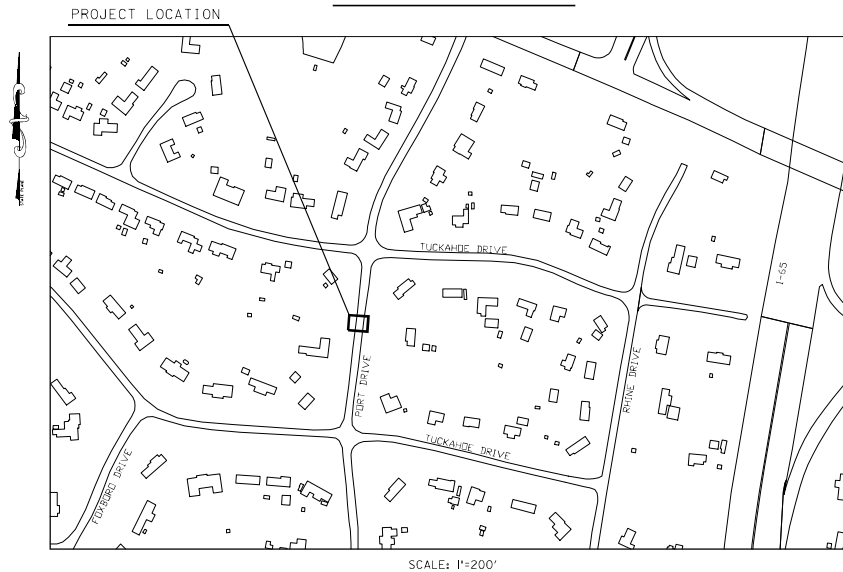 PROJECT LOCATION
TUCKAHOE DRIVE
I-65
PORT DRIVE
RHINE DRIVE
TUCKAHOE DRIVE
FOXBORO DRIVE
SCALE: 1"=200'